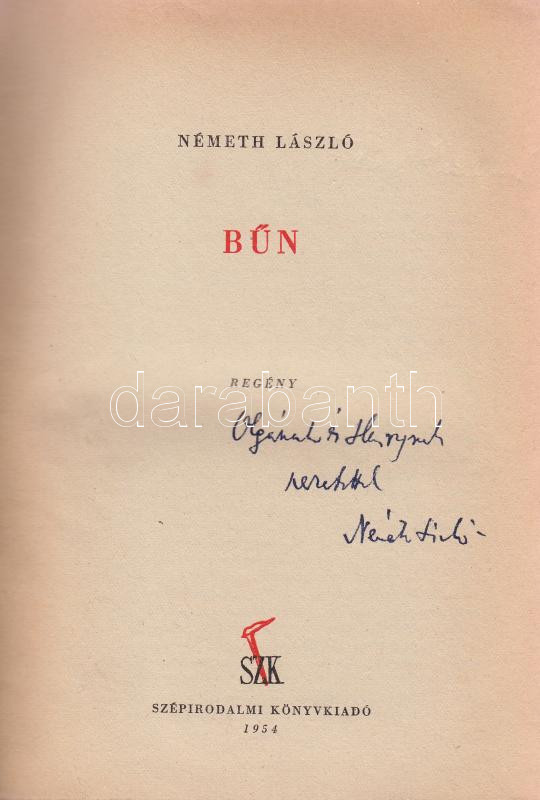 NÉMETH LÁSZLÓ
BŰN
REGÉNY
darabanth
Olgának és
szeretettel
Németh László
SZK
SZÉPIRODALMI KÖNYVKIADÓ
1954